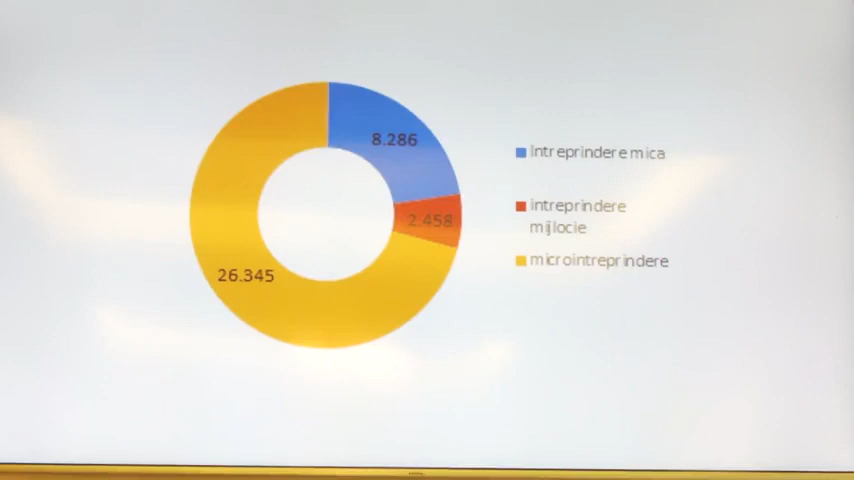 8.286
Intreprindere mica
intreprindere
mijlocie
2.458
microintreprindere
26.345